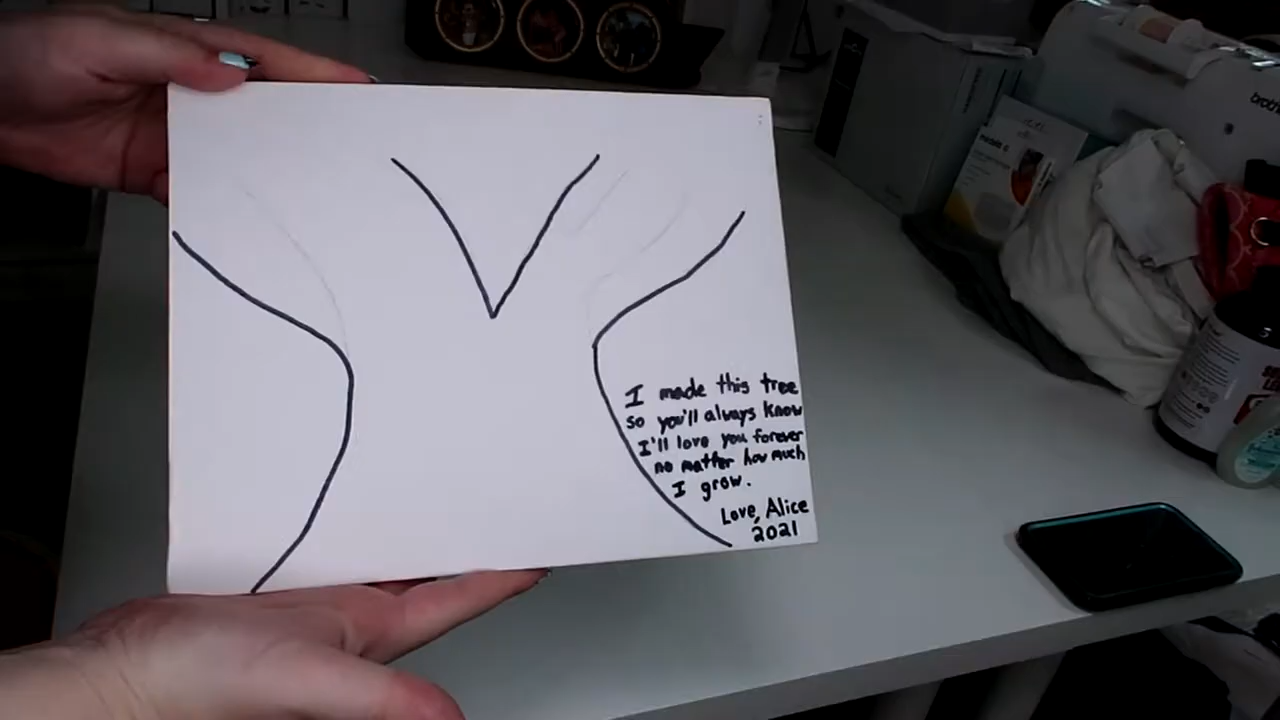 I made this tree
so you'll always know
I'll love you forever
no matter how much
I grow.
Love, Alice
2021